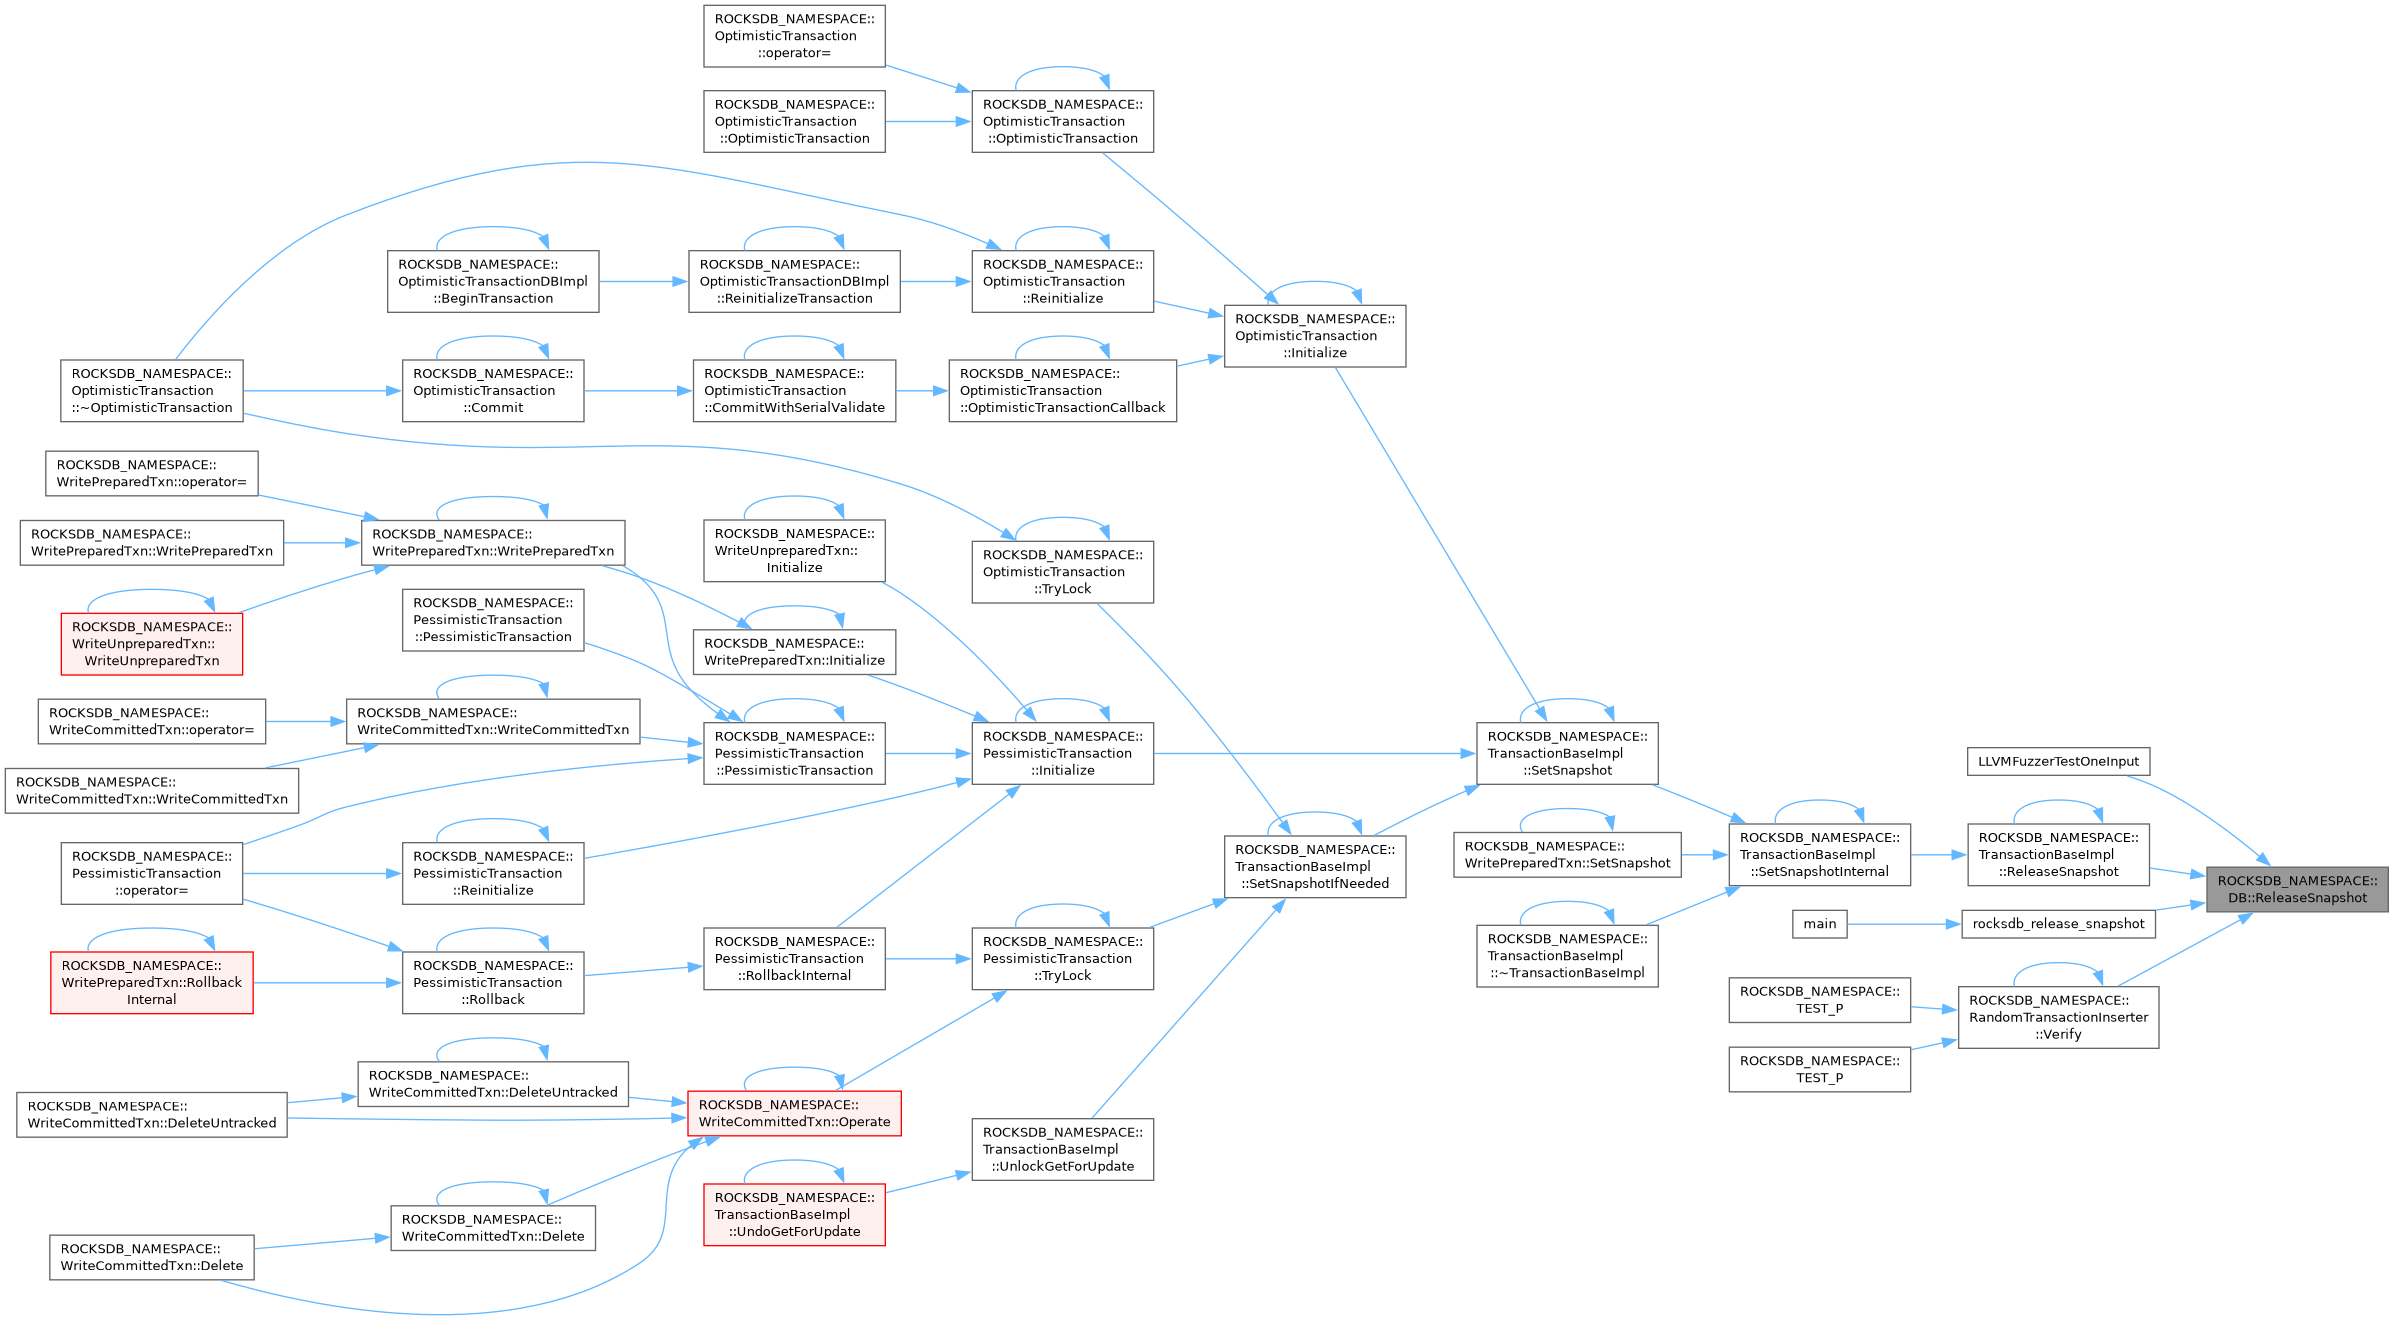 ROCKSDB_NAMESPACE::
OptimisticTransaction
::operator=
ROCKSDB_NAMESPACE::
OptimisticTransaction
::OptimisticTransaction
ROCKSDB_NAMESPACE::
OptimisticTransaction
::OptimisticTransaction
ROCKSDB_NAMESPACE::
OptimisticTransactionDBImpl
::BeginTransaction
ROCKSDB_NAMESPACE::
OptimisticTransactionDBImpl
::ReinitializeTransaction
ROCKSDB_NAMESPACE::
OptimisticTransaction
::Reinitialize
ROCKSDB_NAMESPACE::
OptimisticTransaction
::Initialize
ROCKSDB_NAMESPACE::
OptimisticTransaction
::~OptimisticTransaction
ROCKSDB_NAMESPACE::
OptimisticTransaction
::Commit
ROCKSDB_NAMESPACE::
OptimisticTransaction
::CommitWithSerialValidate
ROCKSDB_NAMESPACE::
OptimisticTransaction
::OptimisticTransactionCallback
ROCKSDB_NAMESPACE::
WritePreparedTxn::operator=
ROCKSDB_NAMESPACE::
WritePreparedTxn::WritePreparedTxn
ROCKSDB_NAMESPACE::
WritePreparedTxn::WritePreparedTxn
ROCKSDB_NAMESPACE::
WriteUnpreparedTxn::
Initialize
ROCKSDB_NAMESPACE::
OptimisticTransaction
::TryLock
ROCKSDB_NAMESPACE::
WriteUnpreparedTxn::
WriteUnpreparedTxn
ROCKSDB_NAMESPACE::
PessimisticTransaction
::PessimisticTransaction
ROCKSDB_NAMESPACE::
WritePreparedTxn::Initialize
ROCKSDB_NAMESPACE::
WriteCommittedTxn::operator=
ROCKSDB_NAMESPACE::
WriteCommittedTxn::WriteCommittedTxn
ROCKSDB_NAMESPACE::
PessimisticTransaction
::PessimisticTransaction
ROCKSDB_NAMESPACE::
PessimisticTransaction
::Initialize
ROCKSDB_NAMESPACE::
TransactionBaseImpl
::SetSnapshot
ROCKSDB_NAMESPACE::
WriteCommittedTxn::WriteCommittedTxn
LLVMFuzzerTestOneInput
ROCKSDB_NAMESPACE::
PessimisticTransaction
::operator=
ROCKSDB_NAMESPACE::
PessimisticTransaction
::Reinitialize
ROCKSDB_NAMESPACE::
TransactionBaseImpl
::SetSnapshotIfNeeded
ROCKSDB_NAMESPACE::
WritePreparedTxn::SetSnapshot
ROCKSDB_NAMESPACE::
TransactionBaseImpl
::SetSnapshotInternal
ROCKSDB_NAMESPACE::
TransactionBaseImpl
::ReleaseSnapshot
ROCKSDB_NAMESPACE::
DB::ReleaseSnapshot
main
rocksdb_release_snapshot
ROCKSDB_NAMESPACE::
WritePreparedTxn::Rollback
Internal
ROCKSDB_NAMESPACE::
PessimisticTransaction
::Rollback
ROCKSDB_NAMESPACE::
PessimisticTransaction
::RollbackInternal
ROCKSDB_NAMESPACE::
PessimisticTransaction
::TryLock
ROCKSDB_NAMESPACE::
TransactionBaseImpl
::~TransactionBaseImpl
ROCKSDB_NAMESPACE::
TEST_P
ROCKSDB_NAMESPACE::
RandomTransactionInserter
::Verify
ROCKSDB_NAMESPACE::
TEST_P
ROCKSDB_NAMESPACE::
WriteCommittedTxn::DeleteUntracked
ROCKSDB_NAMESPACE::
WriteCommittedTxn::DeleteUntracked
ROCKSDB_NAMESPACE::
WriteCommittedTxn::Operate
ROCKSDB_NAMESPACE::
TransactionBaseImpl
::UnlockGetForUpdate
ROCKSDB_NAMESPACE::
TransactionBaseImpl
::UndoGetForUpdate
ROCKSDB_NAMESPACE::
WriteCommittedTxn::Delete
ROCKSDB_NAMESPACE::
WriteCommittedTxn::Delete